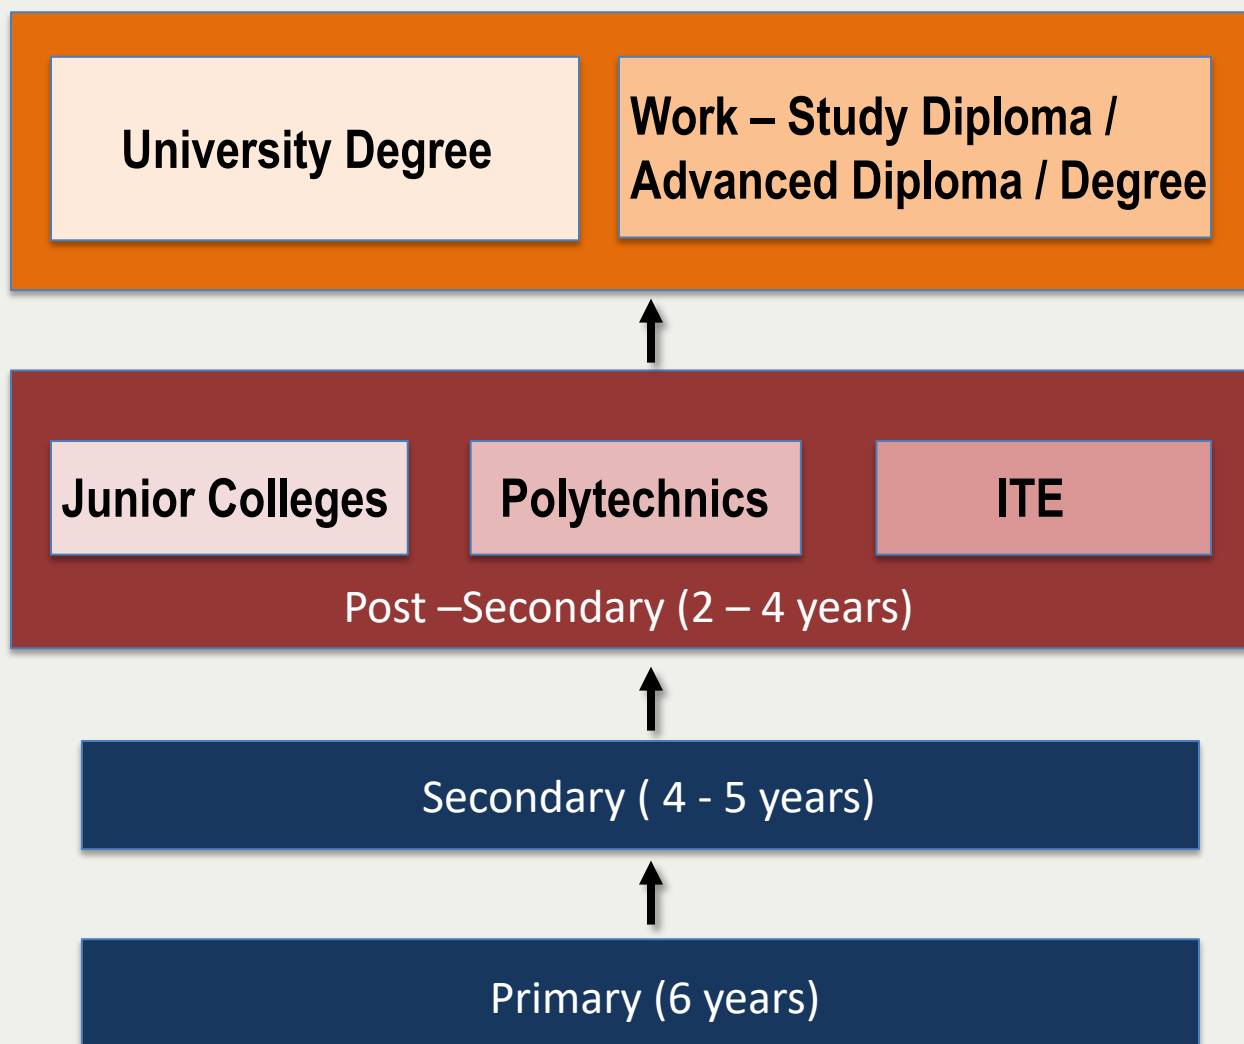 University Degree
Work – Study Diploma /
Advanced Diploma / Degree
Junior Colleges
Polytechnics
ITE
Post –Secondary (2 – 4 years)
Secondary ( 4 - 5 years)
Primary (6 years)